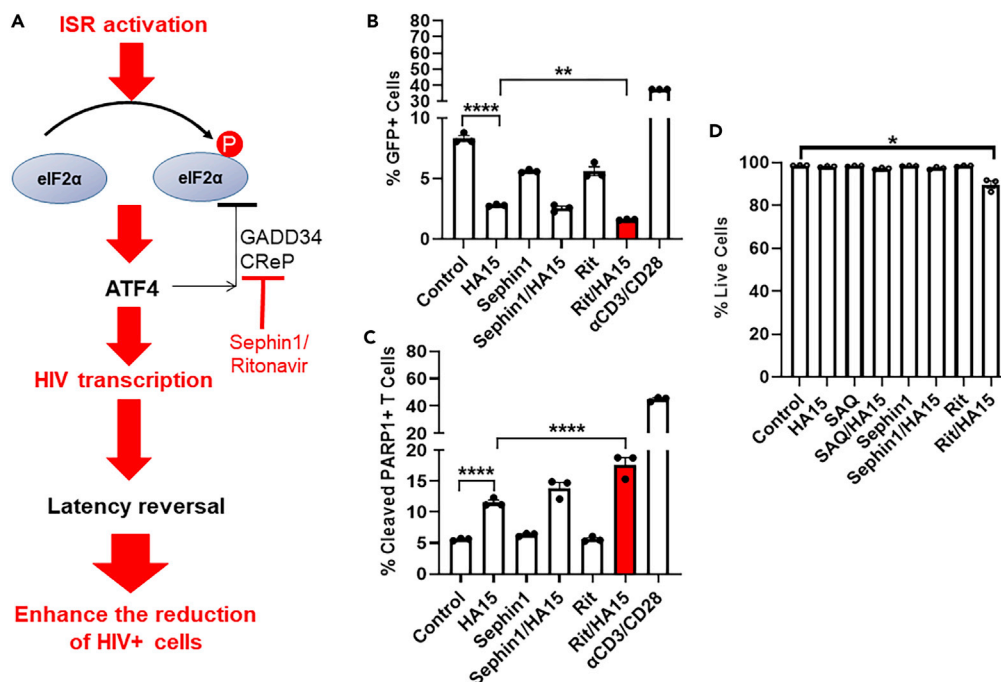 A
ISR activation
P
eIF2α
eIF2α
GADD34
CReP
ATF4
Sephin1/
Ritonavir
HIV transcription
Latency reversal
Enhance the reduction
of HIV+ cells
B
% GFP+ Cells
80
70
60
50
40
30
10
5
0
****
**
Control
HA15
Sephin1
Sephin1/HA15
Rit
Rit/HA15
αCD3/CD28
C
% Cleaved PARP1+ T Cells
80
60
40
20
15
10
5
0
****
****
Control
HA15
Sephin1
Sephin1/HA15
Rit
Rit/HA15
αCD3/CD28
D
% Live Cells
100
80
60
40
20
0
*
Control
HA15
SAQ
SAQ/HA15
Sephin1
Sephin1/HA15
Rit
Rit/HA15